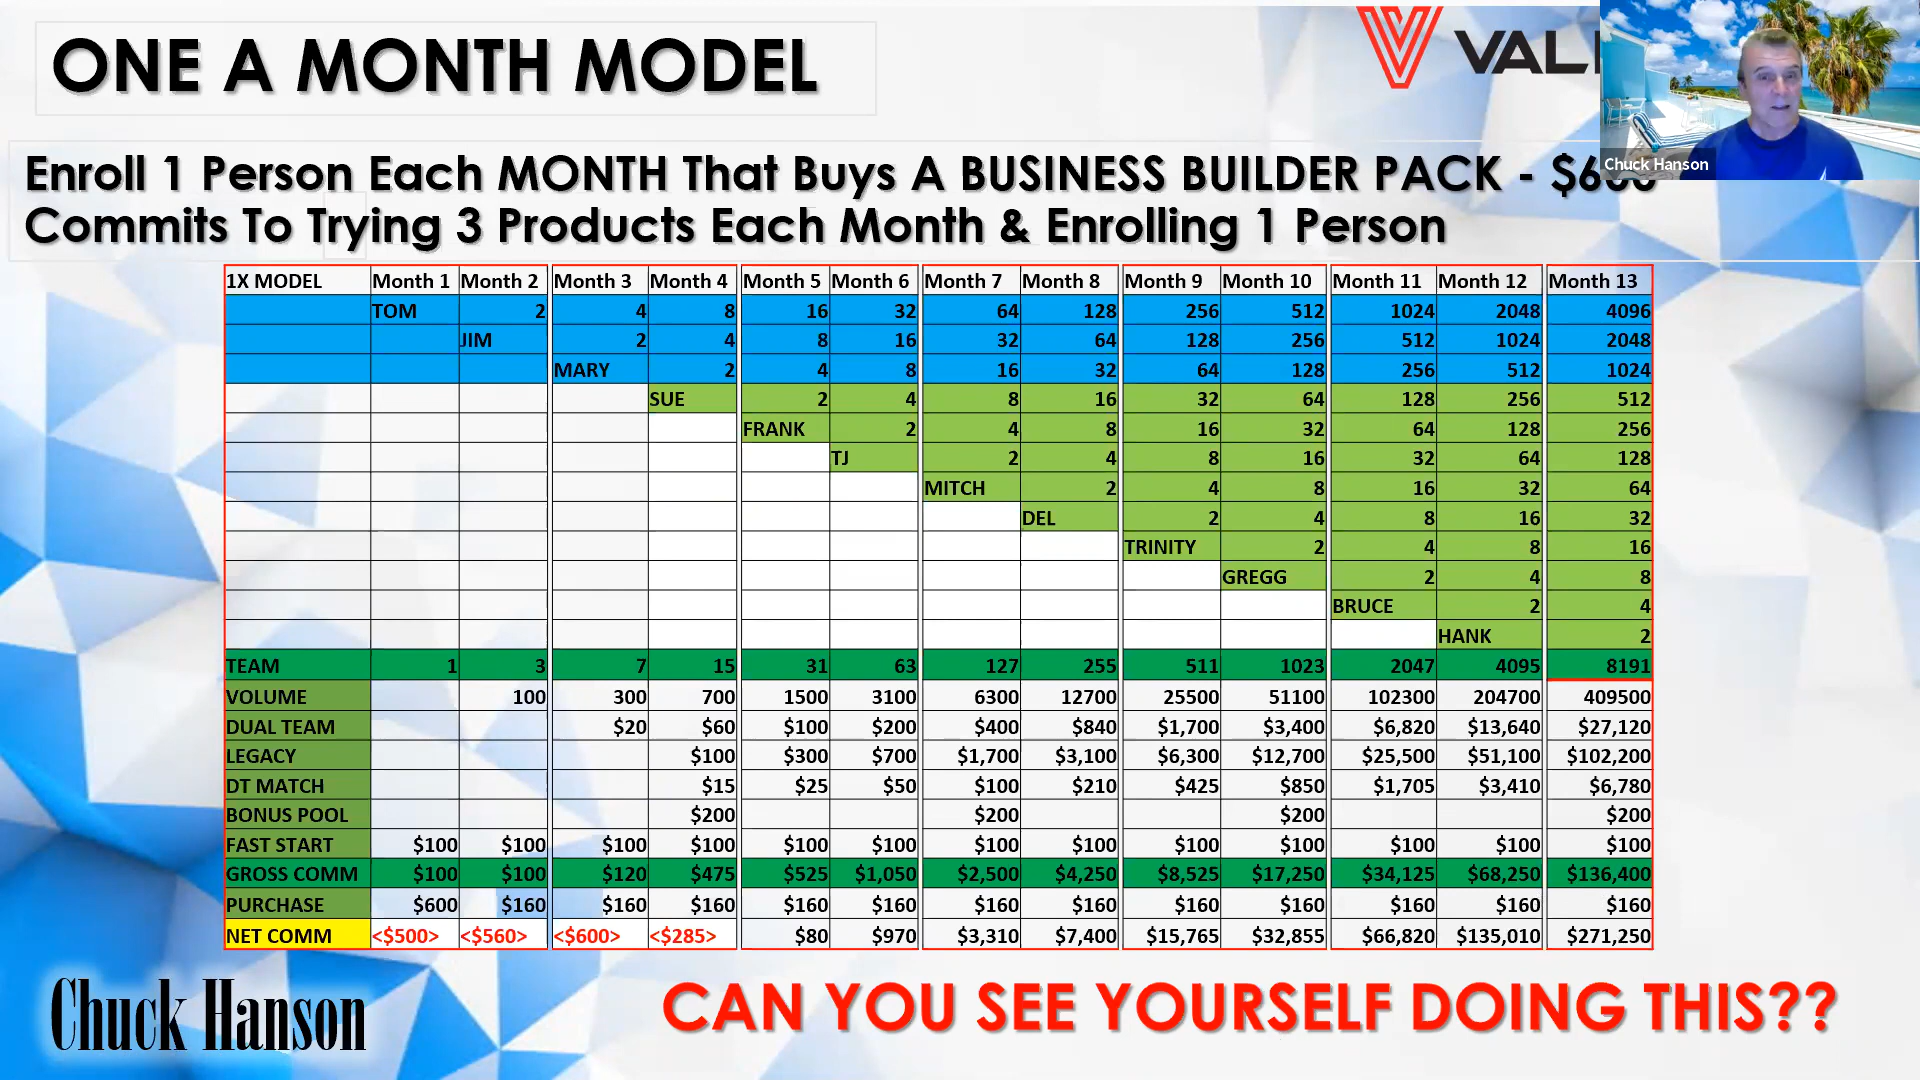 ONE A MONTH MODEL
Chuck Hanson
Enroll 1 Person Each MONTH That Buys A BUSINESS BUILDER PACK -
Commits To Trying 3 Products Each Month & Enrolling 1 Person
1X MODEL Month 1 Month 2 Month 3 Month 4 Month 5 Month 6 Month 7 Month 8 Month 9 Month 10 Month 11 Month 12 Month 13
TOM 2 4 8 16 32 64 128 256 512 1024 2048 4096
JIM 2 4 8 16 32 64 128 256 512 1024 2048
MARY 2 4 8 16 32 64 128 256 512 1024
SUE 2 4 8 16 32 64 128 256 512
FRANK 2 4 8 16 32 64 128 256
TJ 2 4 8 16 32 64 128
MITCH 2 4 8 16 32 64
DEL 2 4 8 16 32
TRINITY 2 4 8 16
GREGG 2 4 8
BRUCE 2 4
HANK 2
TEAM 1 3 7 15 31 63 127 255 511 1023 2047 4095 8191
VOLUME 100 300 700 1500 3100 6300 12700 25500 51100 102300 204700 409500
DUAL TEAM $20 $60 $100 $200 $400 $840 $1,700 $3,400 $6,820 $13,640 $27,120
LEGACY $100 $300 $700 $1,700 $3,100 $6,300 $12,700 $25,500 $51,100 $102,200
DT MATCH $15 $25 $50 $100 $210 $425 $850 $1,705 $3,410 $6,780
BONUS POOL $200 $200 $200 $200
FAST START $100 $100 $100 $100 $100 $100 $100 $100 $100 $100 $100 $100 $100
GROSS COMM $100 $100 $120 $475 $525 $1,050 $2,500 $4,250 $8,525 $17,250 $34,125 $68,250 $136,400
PURCHASE $600 $160 $160 $160 $160 $160 $160 $160 $160 $160 $160 $160 $160
NET COMM <$500> <$560> <$600> <$285> $80 $970 $3,310 $7,400 $15,765 $32,855 $66,820 $135,010 $271,250
Chuck Hanson
CAN YOU SEE YOURSELF DOING THIS??